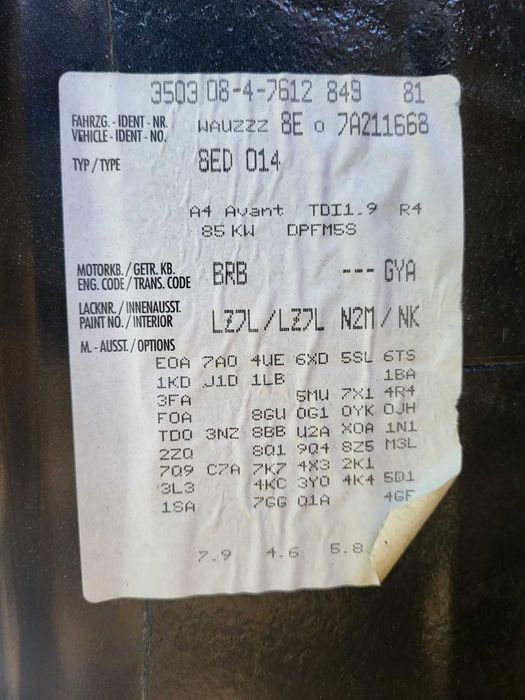 3503 08-4-7612 849 81
FAHRZG. - IDENT - NR.
VEHICLE - IDENT - NO.
WAUZZZ 8E 0 7A211668
TYP / TYPE
8ED 014
A4 Avant TDI1.9 R4
85 KW DPFM5S
MOTORKB. / GETR. KB.
ENG. CODE / TRANS. CODE
BRB --- GYA
LACKNR. / INNENAUSST.
PAINT NO. / INTERIOR
LZ7L/LZ7L N2M / NK
M. - AUSST. / OPTIONS
E0A 7A0 4UE 6XD 5SL 6TS
1KD J1D 1LB 1BA
3FA 5MU 7X1 4R4
F0A 8GU 0G1 0YK 0JH
TD0 3NZ 8BB U2A X0A 1N1
2ZQ 8Q1 9Q4 8Z5 M3L
7Q9 C7A 7K7 4X3 2K1
3L3 4KC 3Y0 4K4 5D1
1SA 7GG Q1A 4GF
7.9 4.6 5.8